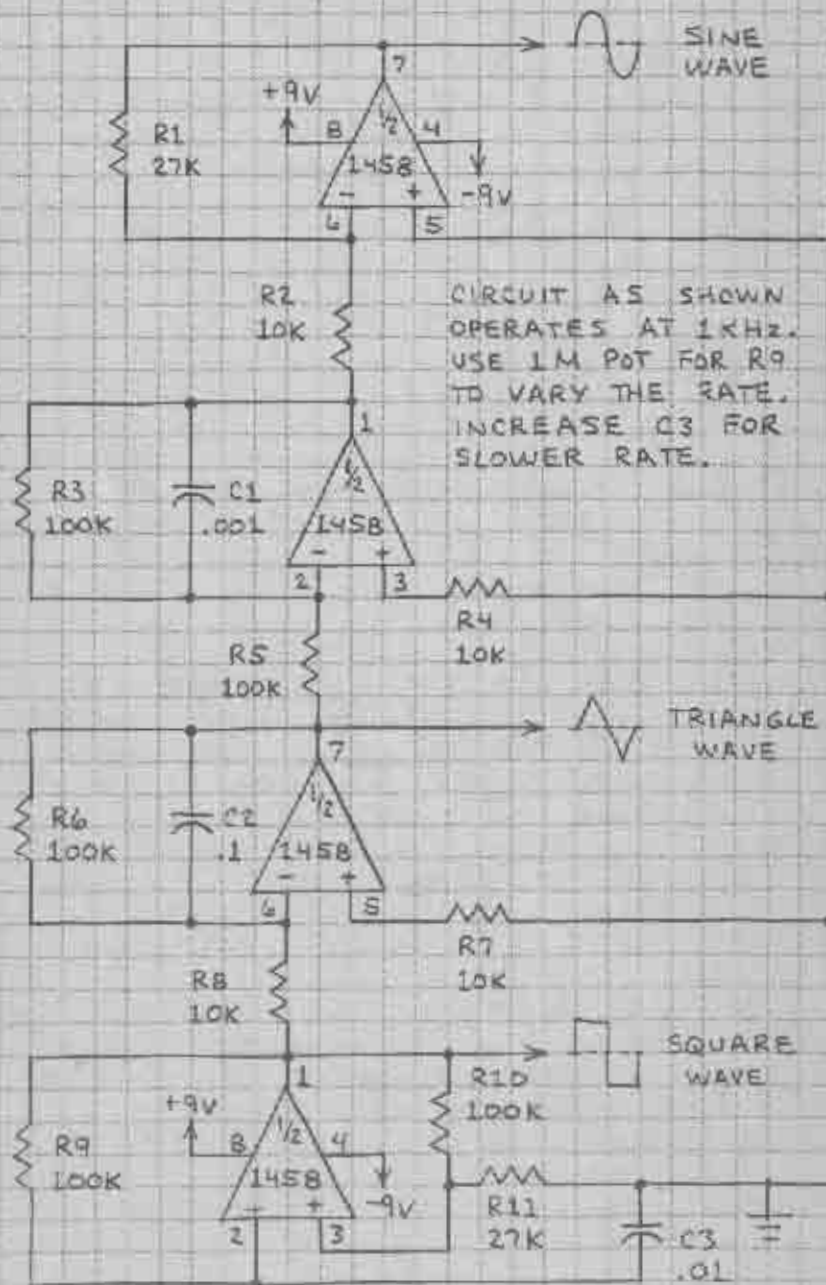 SINE
WAVE
7
+9V
8
1/2
4
1458
-9V
-
+
6
5
R1
27K
R2
10K
CIRCUIT AS SHOWN
OPERATES AT 1KHZ.
USE 1M POT FOR R9
TO VARY THE RATE.
INCREASE C3 FOR
SLOWER RATE.
1
R3
100K
C1
.001
1/2
1458
-
+
2
3
R4
10K
R5
100K
TRIANGLE
WAVE
7
R6
100K
C2
.1
1/2
1458
-
+
6
5
R7
10K
R8
10K
SQUARE
WAVE
1
R10
100K
+9V
8
1/2
4
1458
-9V
R9
100K
-
+
2
3
R11
27K
C3
.01